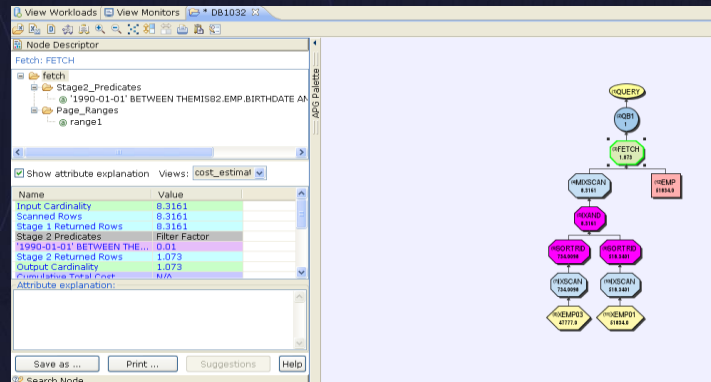 View Workloads
View Monitors
* DB1032
Node Descriptor
Fetch: FETCH
fetch
Stage2_Predicates
'1990-01-01' BETWEEN THEMIS82.EMP.BIRTHDATE AN
Page_Ranges
range1
Show attribute explanation Views: cost_estimat
Name Value
Input Cardinality 8.3161
Scanned Rows 8.3161
Stage 1 Returned Rows 8.3161
Stage 2 Predicates Filter Factor
'1990-01-01' BETWEEN THE... 0.01
Stage 2 Returned Rows 1.073
Output Cardinality 1.073
Cumulative Total Cost N/A
Attribute explanation:
Save as ... Print ... Suggestions Help
Search Node
APG Palette
QUERY
QB1
1
FETCH
1.073
MIXSCAN
8.3161
EMP
51834.0
IXAND
8.3161
SORTRID
734.0098
SORTRID
IXSCAN
734.0098
IXSCAN
XEMP03
47777.0
XEMP01
51834.0